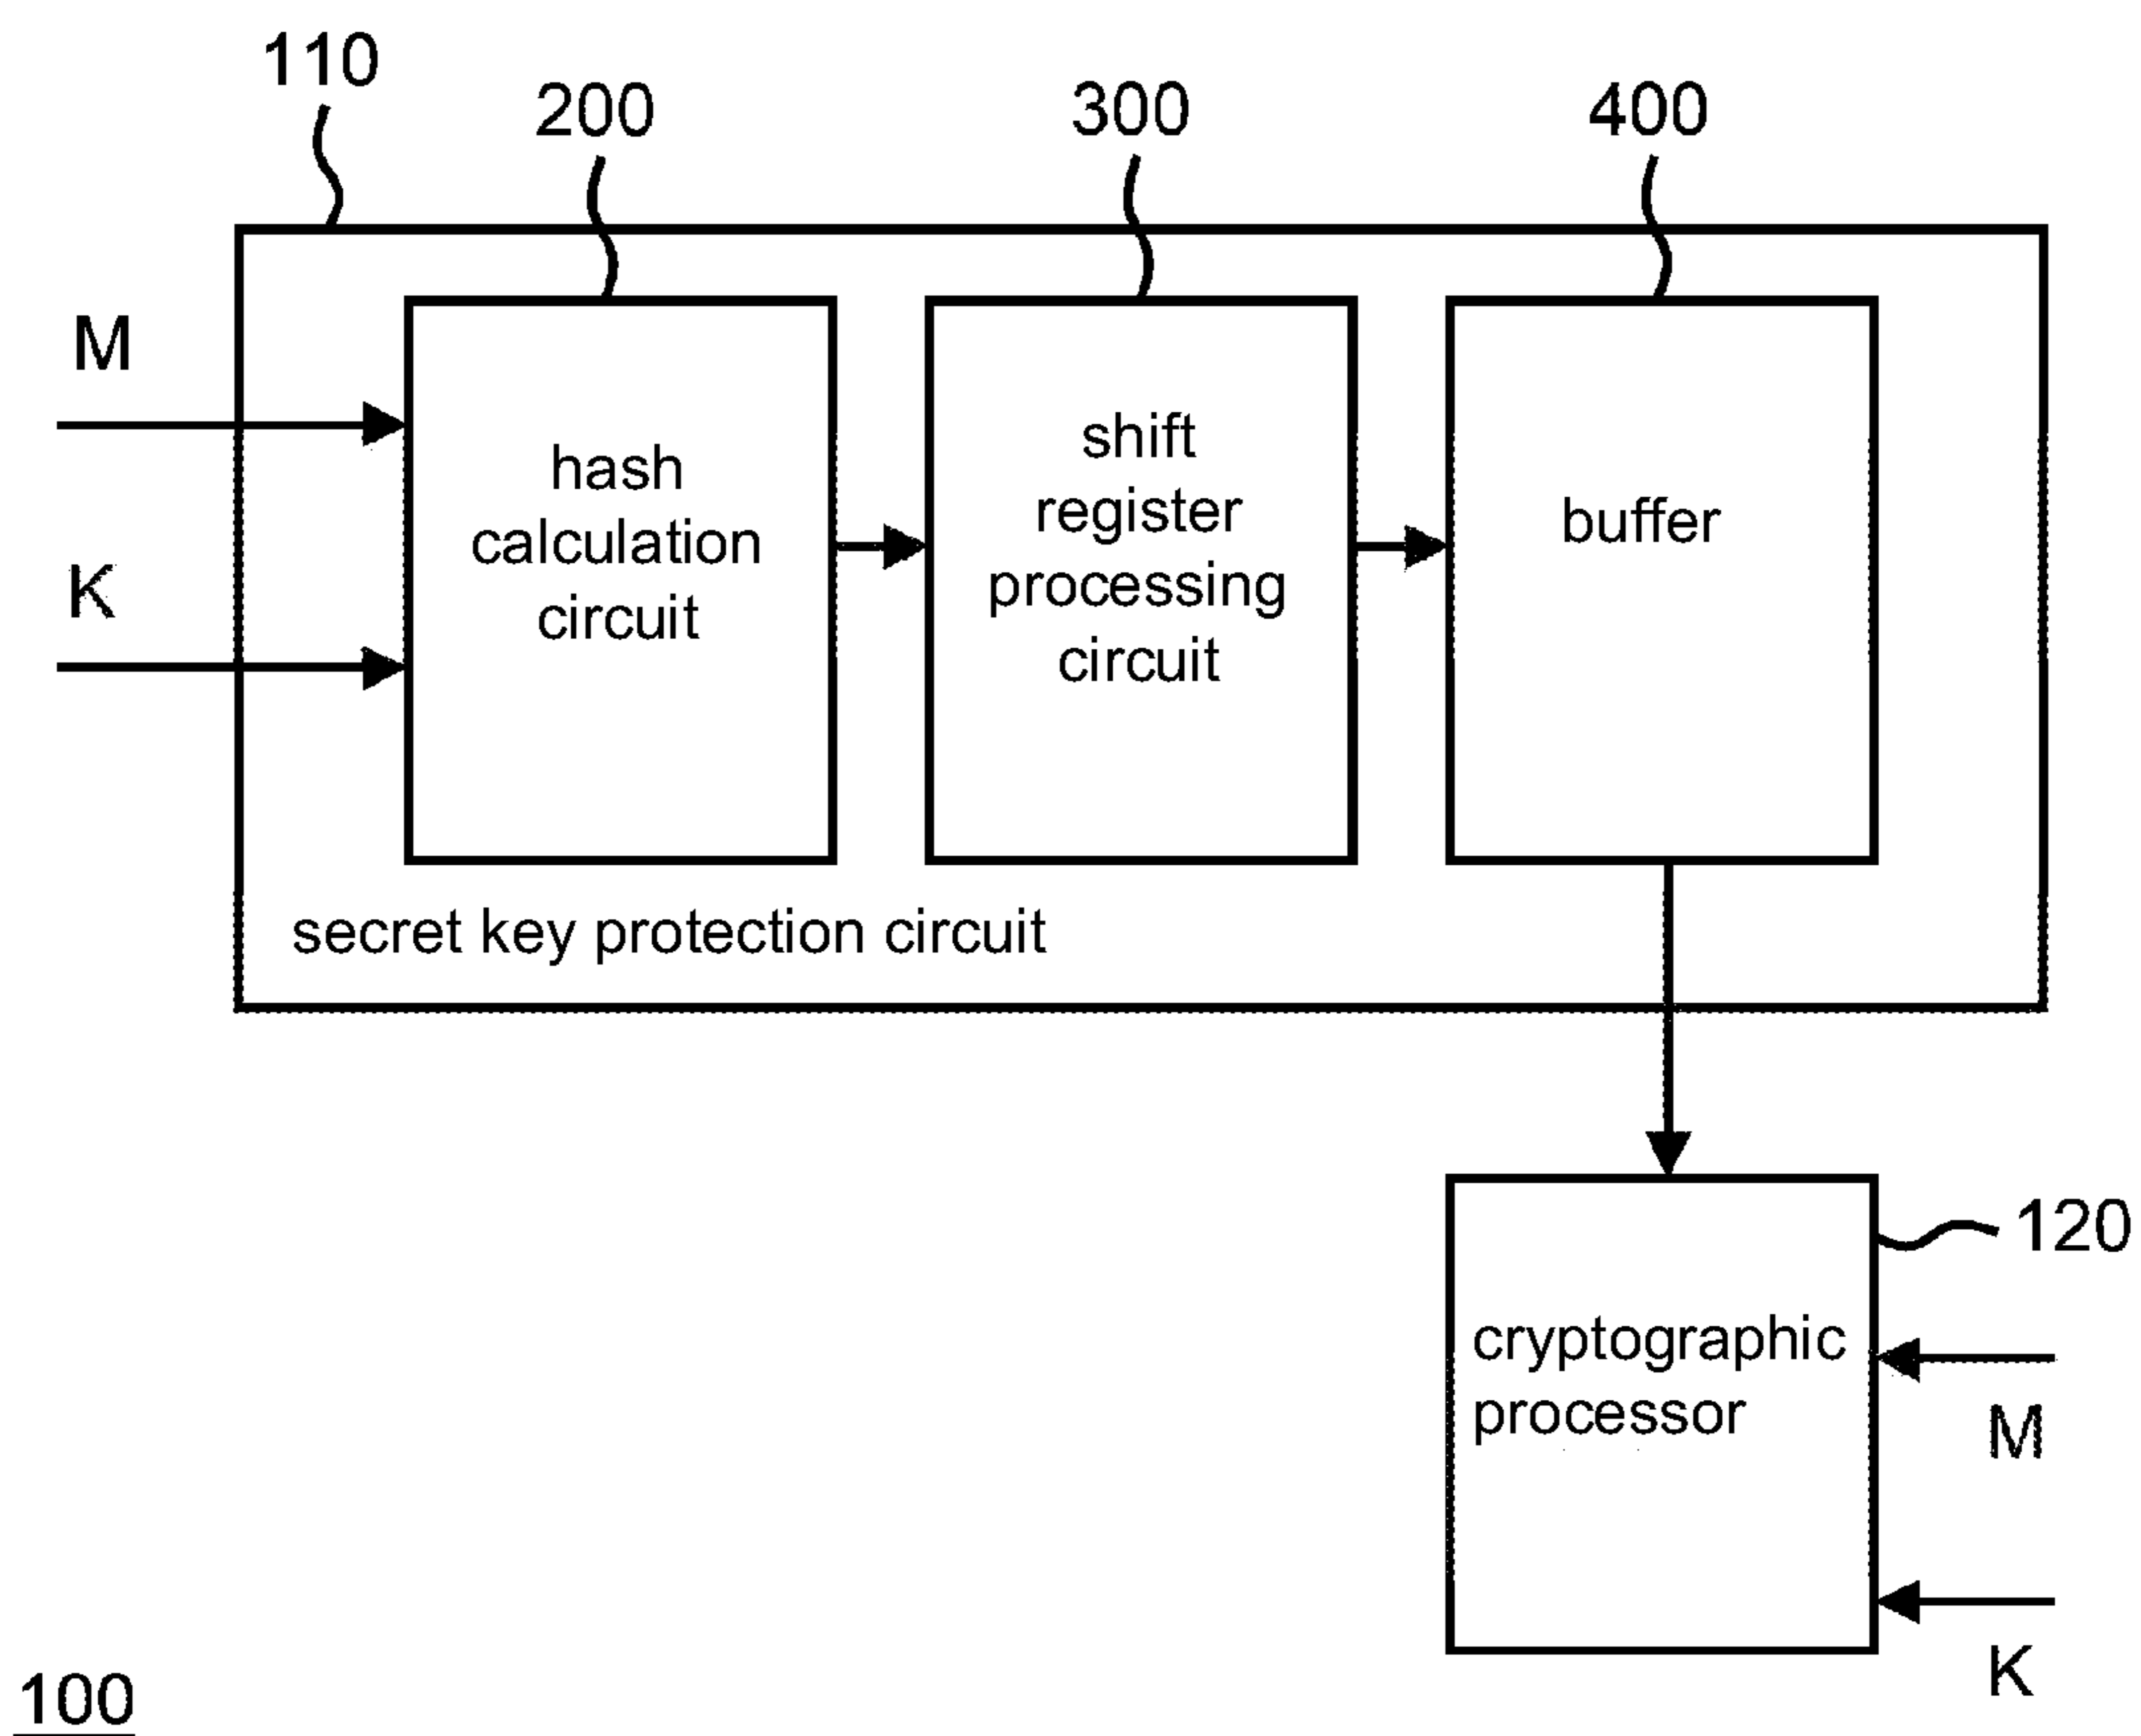 110
200
300
400
M
K
hash
calculation
circuit
shift
register
processing
circuit
buffer
secret key protection circuit
120
cryptographic
processor
M
K
100